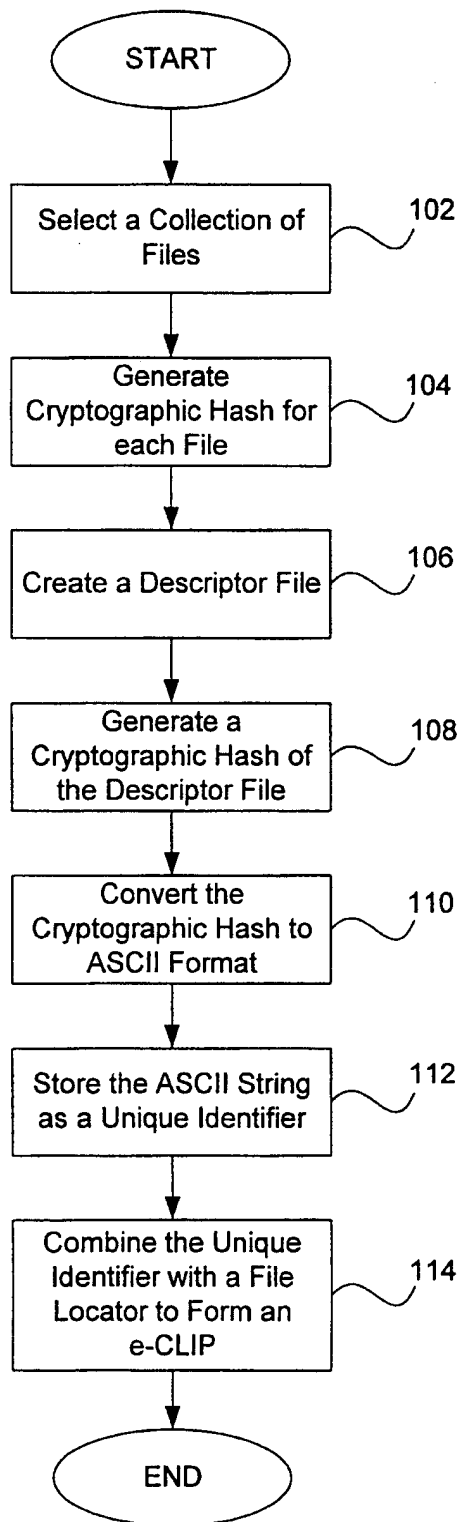 START
Select a Collection of
Files
102
Generate
Cryptographic Hash for
each File
104
Create a Descriptor File
106
Generate a
Cryptographic Hash of
the Descriptor File
108
Convert the
Cryptographic Hash to
ASCII Format
110
Store the ASCII String
as a Unique Identifier
112
Combine the Unique
Identifier with a File
Locator to Form an
e-CLIP
114
END